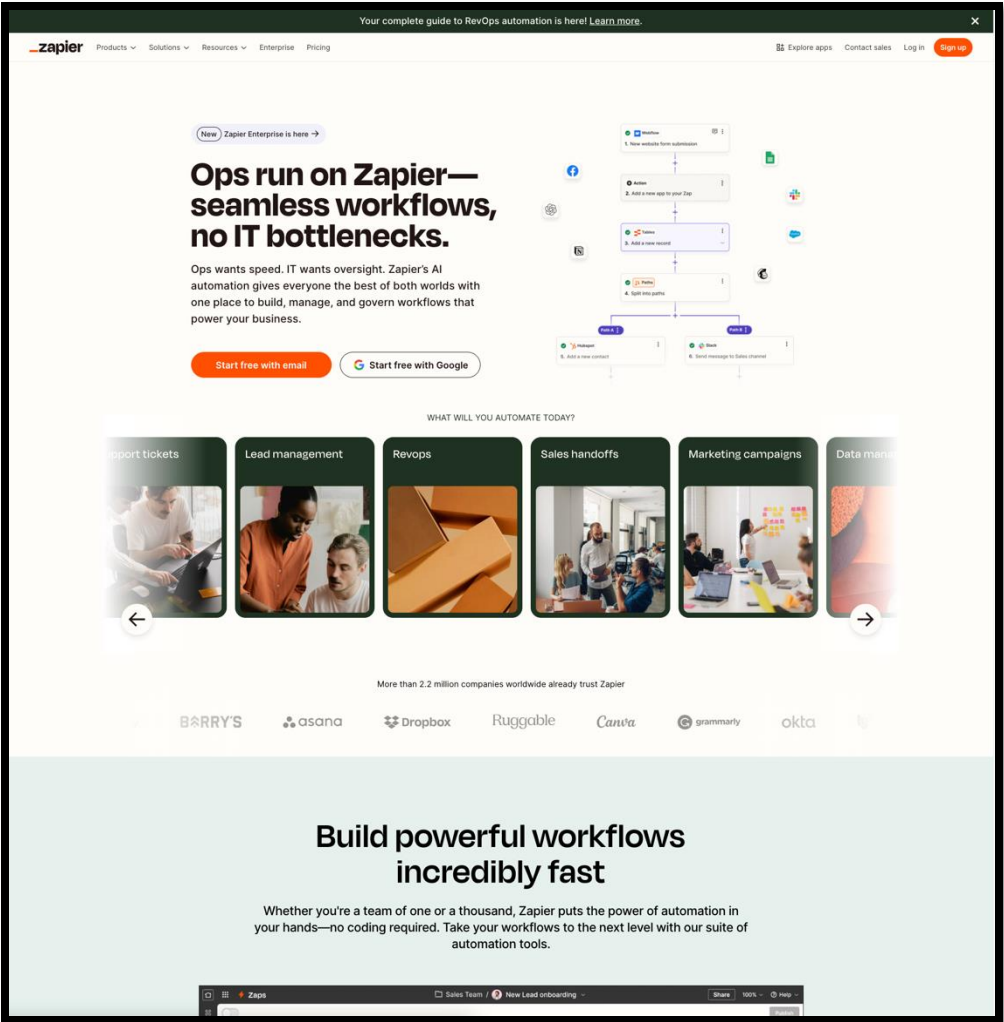 Your complete guide to RevOps automation is here! Learn more.
zapier
Products
Solutions
Resources
Enterprise
Pricing
Explore apps
Contact sales
Log in
Sign up
New
Zapier Enterprise is here →
Ops run on Zapier—
seamless workflows,
no IT bottlenecks.
Ops wants speed. IT wants oversight. Zapier's AI
automation gives everyone the best of both worlds with
one place to build, manage, and govern workflows that
power your business.
Start free with email
Start free with Google
Webflow
1. New website form submission
Action
2. Add a new app to your Zap
Tables
3. Add a new record
Paths
4. Split into paths
Path A
Path B
Hubspot
5. Add a new contact
Slack
6. Send message to Sales channel
WHAT WILL YOU AUTOMATE TODAY?
port tickets
Lead management
Revops
Sales handoffs
Marketing campaigns
Data mana
More than 2.2 million companies worldwide already trust Zapier
BARRY'S
asana
Dropbox
Ruggable
Canva
grammarly
okta
Build powerful workflows
incredibly fast
Whether you're a team of one or a thousand, Zapier puts the power of automation in
your hands—no coding required. Take your workflows to the next level with our suite of
automation tools.
Zaps
Sales Team / 
New Lead onboarding
Share
100%
Help
Publish